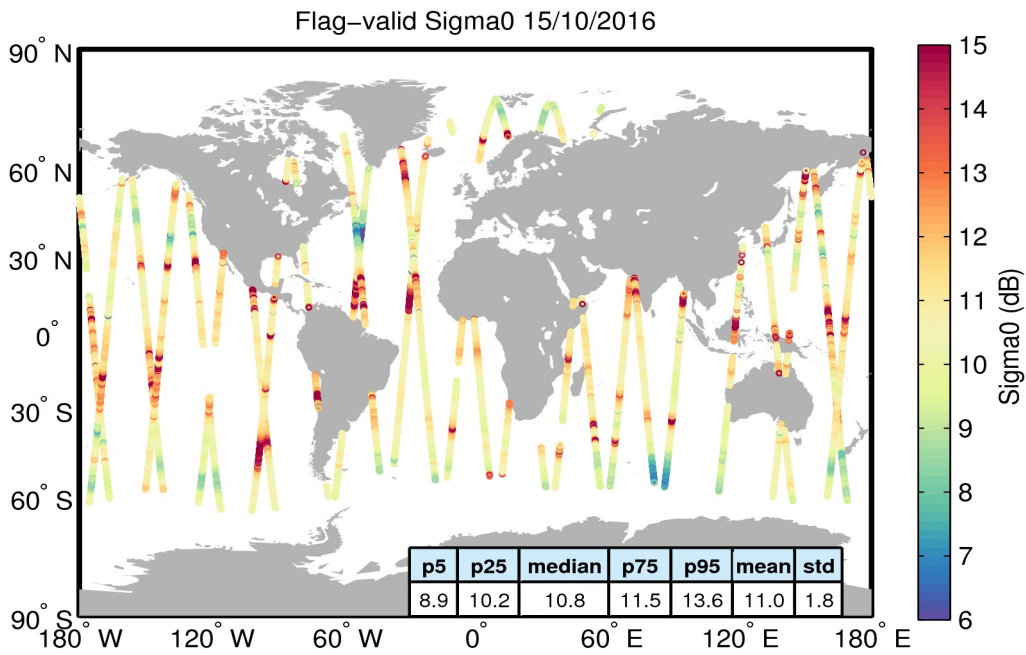 Flag−valid Sigma0 15/10/2016
90° N
60° N
30° N
0°
30° S
60° S
90° S
180° W
120° W
60° W
0°
60° E
120° E
180° E
p5 p25 median p75 p95 mean std
8.9 10.2 10.8 11.5 13.6 11.0 1.8
15
14
13
12
11
10
9
8
7
6
Sigma0 (dB)